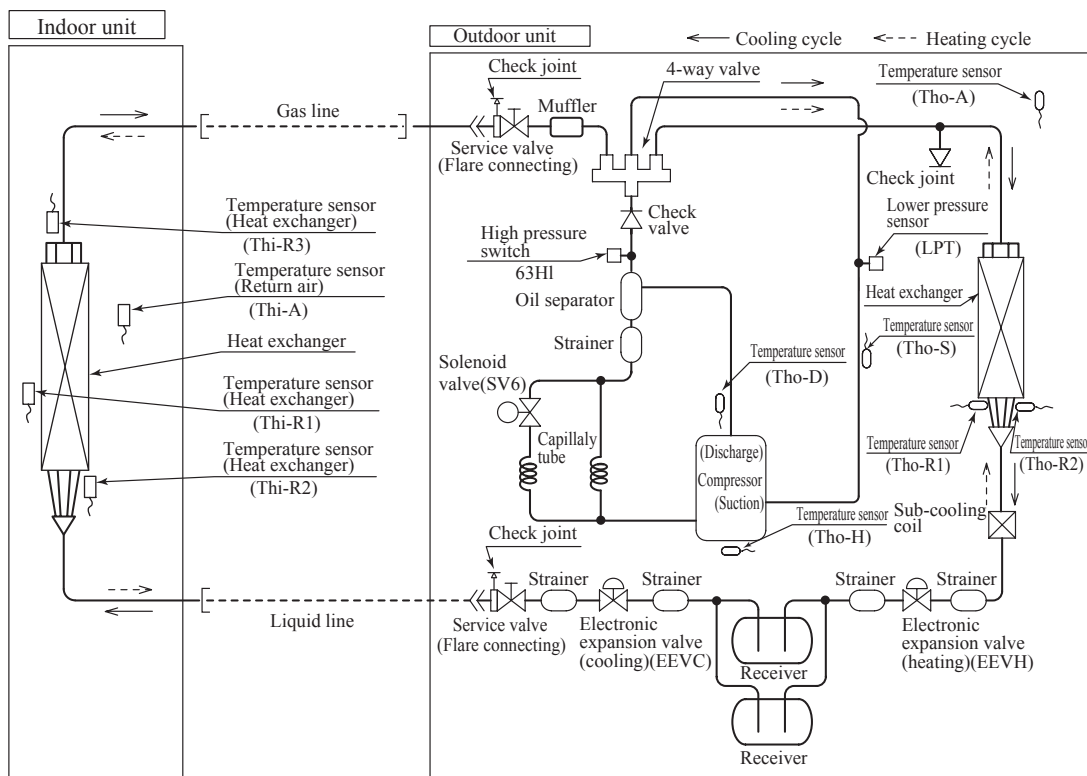 Indoor unit
Outdoor unit
Cooling cycle
Heating cycle
Check joint
4-way valve
Temperature sensor
(Tho-A)
Muffler
Gas line
Service valve
(Flare connecting)
Check joint
Temperature sensor
(Heat exchanger)
(Thi-R3)
Check
valve
Lower pressure
sensor
(LPT)
High pressure
switch
63Hl
Temperature sensor
(Return air)
(Thi-A)
Oil separator
Heat exchanger
Heat exchanger
Strainer
Temperature sensor
(Tho-S)
Temperature sensor
(Tho-D)
Solenoid
valve(SV6)
Temperature sensor
(Heat exchanger)
(Thi-R1)
Capillaly
tube
(Discharge)
Compressor
(Suction)
Temperature sensor
(Tho-R1)
Temperature sensor
(Tho-R2)
Temperature sensor
(Heat exchanger)
(Thi-R2)
Temperature sensor
(Tho-H)
Sub-cooling
coil
Check joint
Strainer
Strainer
Strainer
Strainer
Liquid line
Service valve
(Flare connecting)
Electronic
expansion valve
(cooling)(EEVC)
Electronic
expansion valve
(heating)(EEVH)
Receiver
Receiver